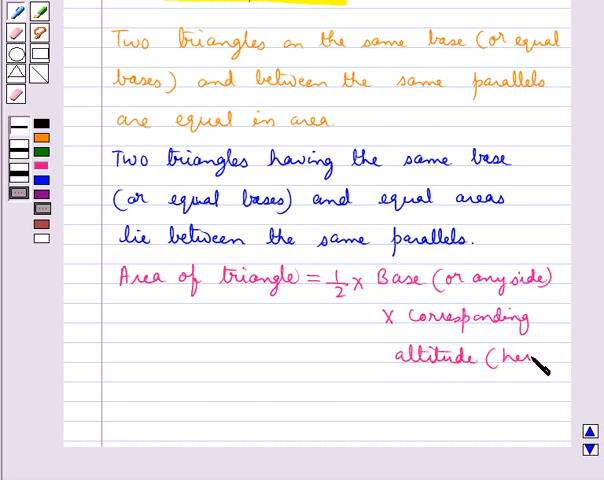 Two triangles on the same base (or equal
bases) and between the same parallels
are equal in area.
Two triangles having the same base
(or equal bases) and equal areas
lie between the same parallels.
Area of triangle = 1/2 × Base (or any side)
× corresponding
altitude (hei